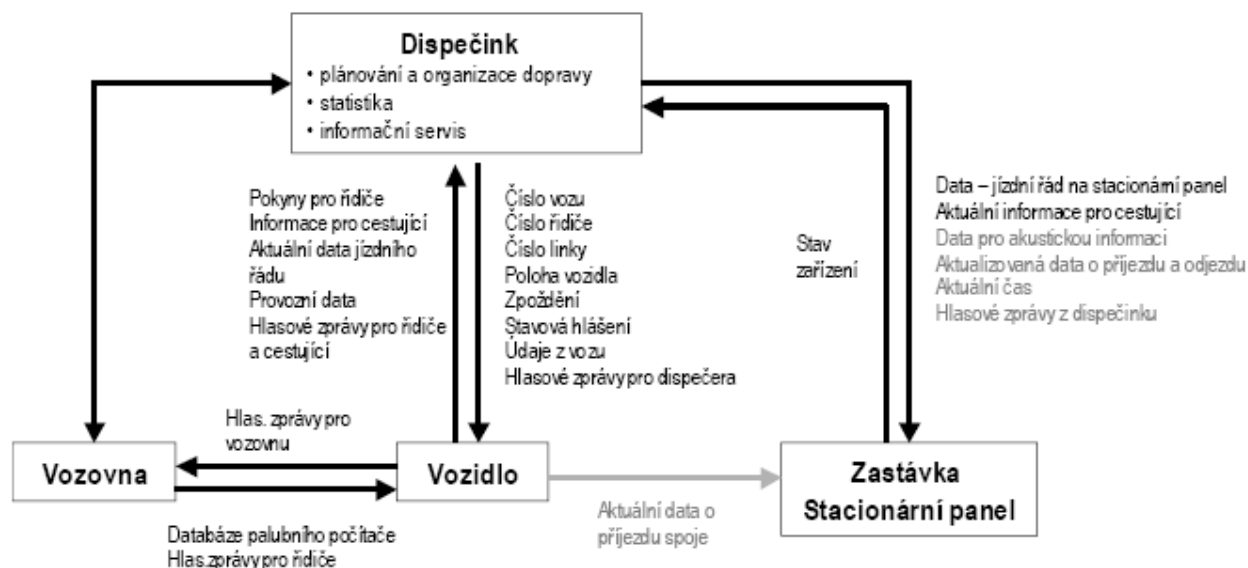 Dispečink
• plánování a organizace dopravy
• statistika
• informační servis
Pokyny pro řidiče
Informace pro cestující
Aktuální data jízdního
řádu
Provozní data
Hlasové zprávy pro řidiče
a cestující
Číslo vozu
Číslo řidiče
Číslo linky
Poloha vozidla
Zpoždění
Stavová hlášení
Údaje z vozu
Hlasové zprávy pro dispečera
Stav
zařízení
Data – jízdní řád na stacionární panel
Aktuální informace pro cestující
Data pro akustickou informaci
Aktualizovaná data o příjezdu a odjezdu
Aktuální čas
Hlasové zprávy z dispečinku
Hlas. zprávy pro
vozovnu
Vozovna
Vozidlo
Zastávka
Stacionární panel
Databáze palubního počítače
Hlas.zprávy pro řidiče
Aktuální data o
příjezdu spoje